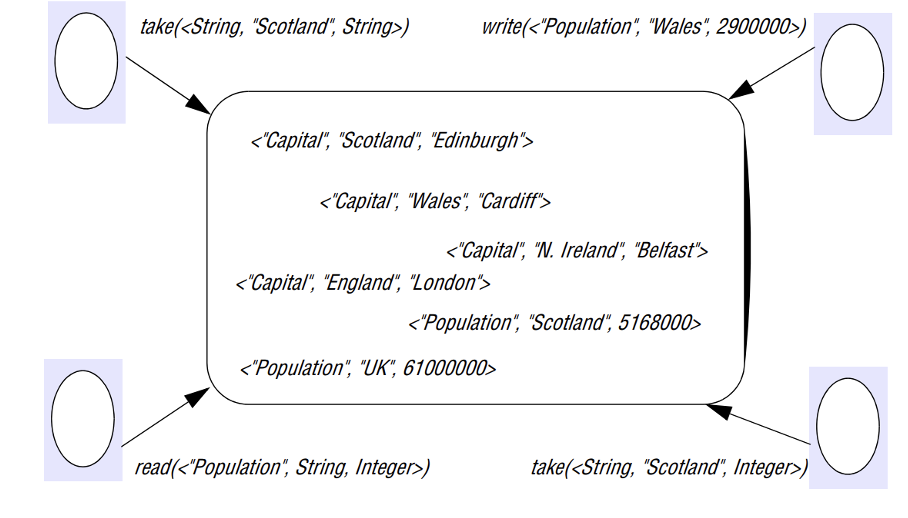 take(<String, "Scotland", String>)
write(<"Population", "Wales", 2900000>)
<"Capital", "Scotland", "Edinburgh">
<"Capital", "Wales", "Cardiff">
<"Capital", "N. Ireland", "Belfast">
<"Capital", "England", "London">
<"Population", "Scotland", 5168000>
<"Population", "UK", 61000000>
read(<"Population", String, Integer>)
take(<String, "Scotland", Integer>)